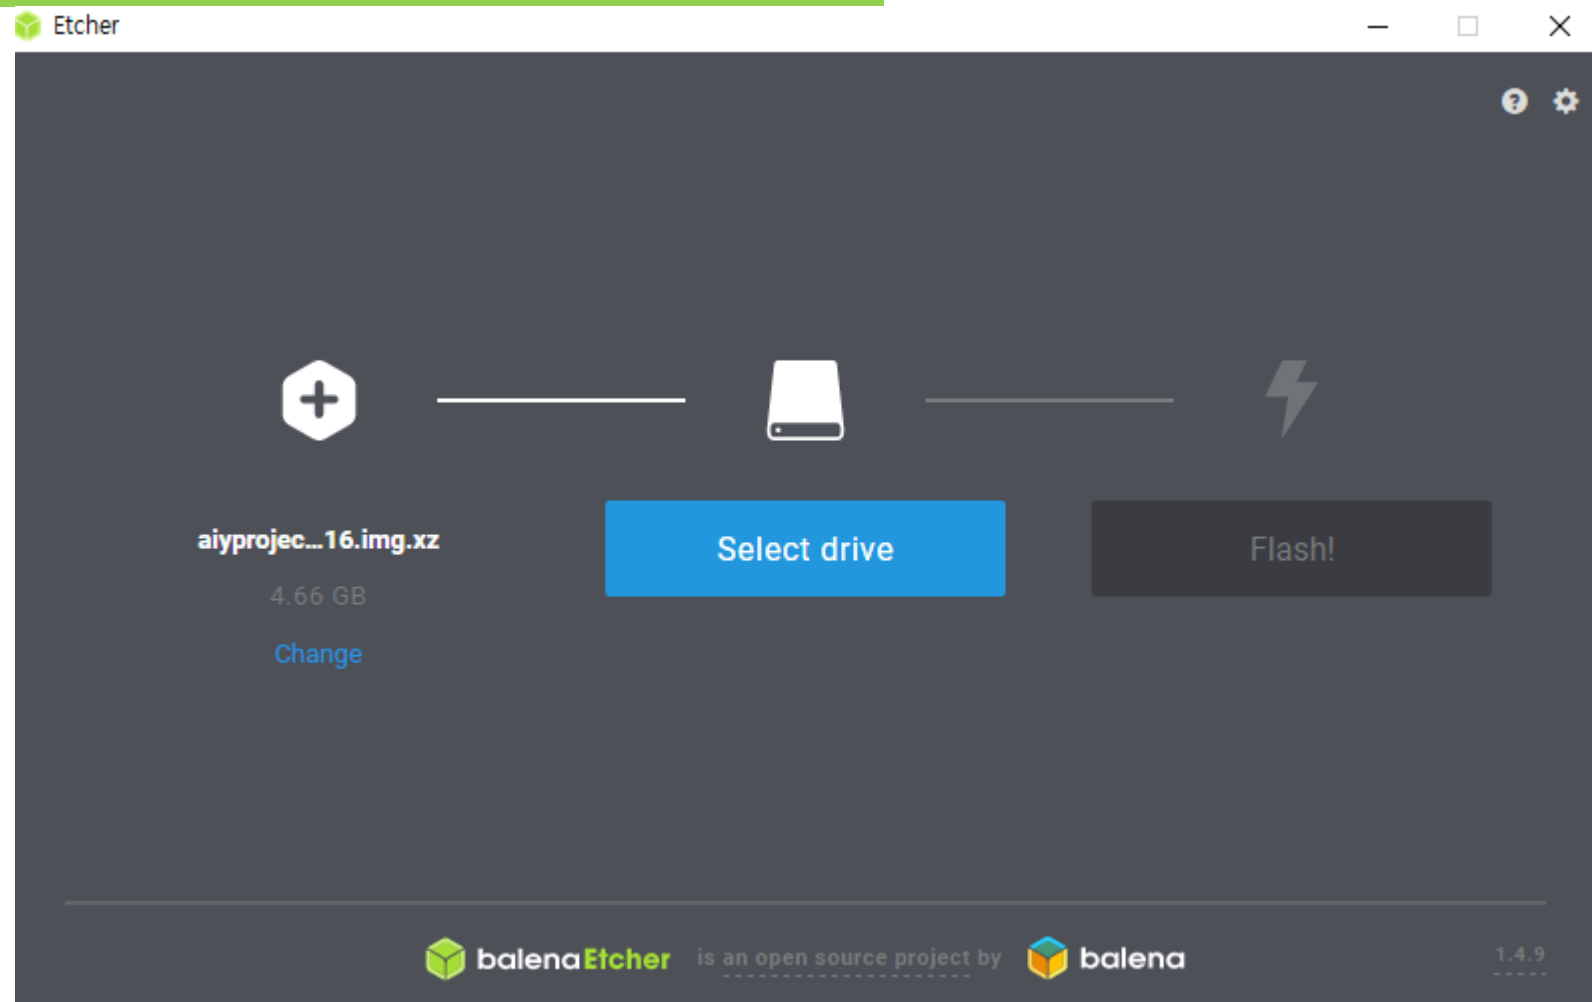 Etcher
aiyprojec...16.img.xz
4.66 GB
Change
Select drive
Flash!
balenaEtcher is an open source project by balena
1.4.9